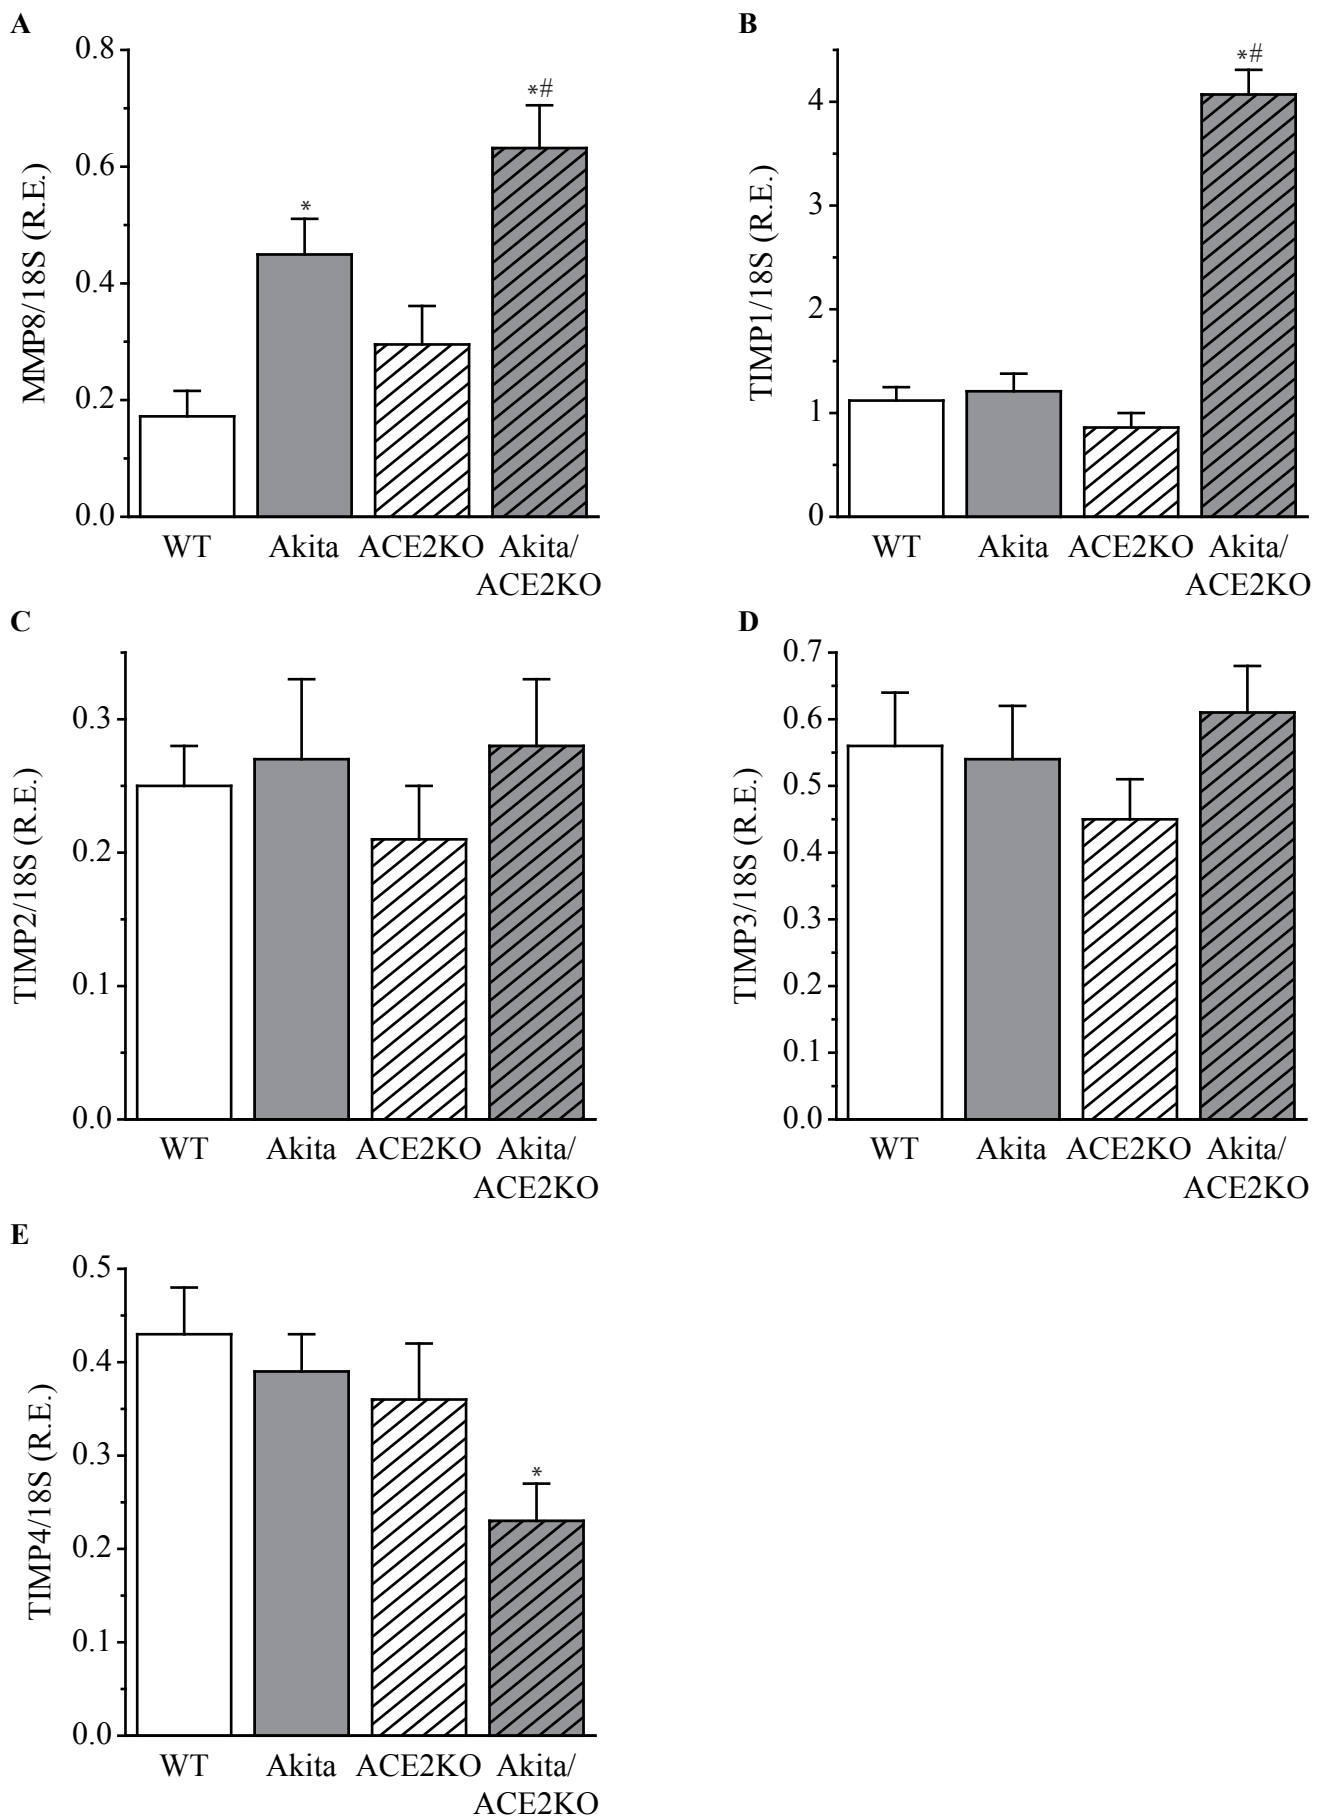 A
MMP8/18S (R.E.)
0.8
0.6
0.4
0.2
0.0
*
*#
WT Akita ACE2KO Akita/
ACE2KO
B
TIMP1/18S (R.E.)
4
3
2
1
0
*#
WT Akita ACE2KO Akita/
ACE2KO
C
TIMP2/18S (R.E.)
0.3
0.2
0.1
0.0
WT Akita ACE2KO Akita/
ACE2KO
D
TIMP3/18S (R.E.)
0.7
0.6
0.5
0.4
0.3
0.2
0.1
0.0
WT Akita ACE2KO Akita/
ACE2KO
E
TIMP4/18S (R.E.)
0.5
0.4
0.3
0.2
0.1
0.0
*
WT Akita ACE2KO Akita/
ACE2KO